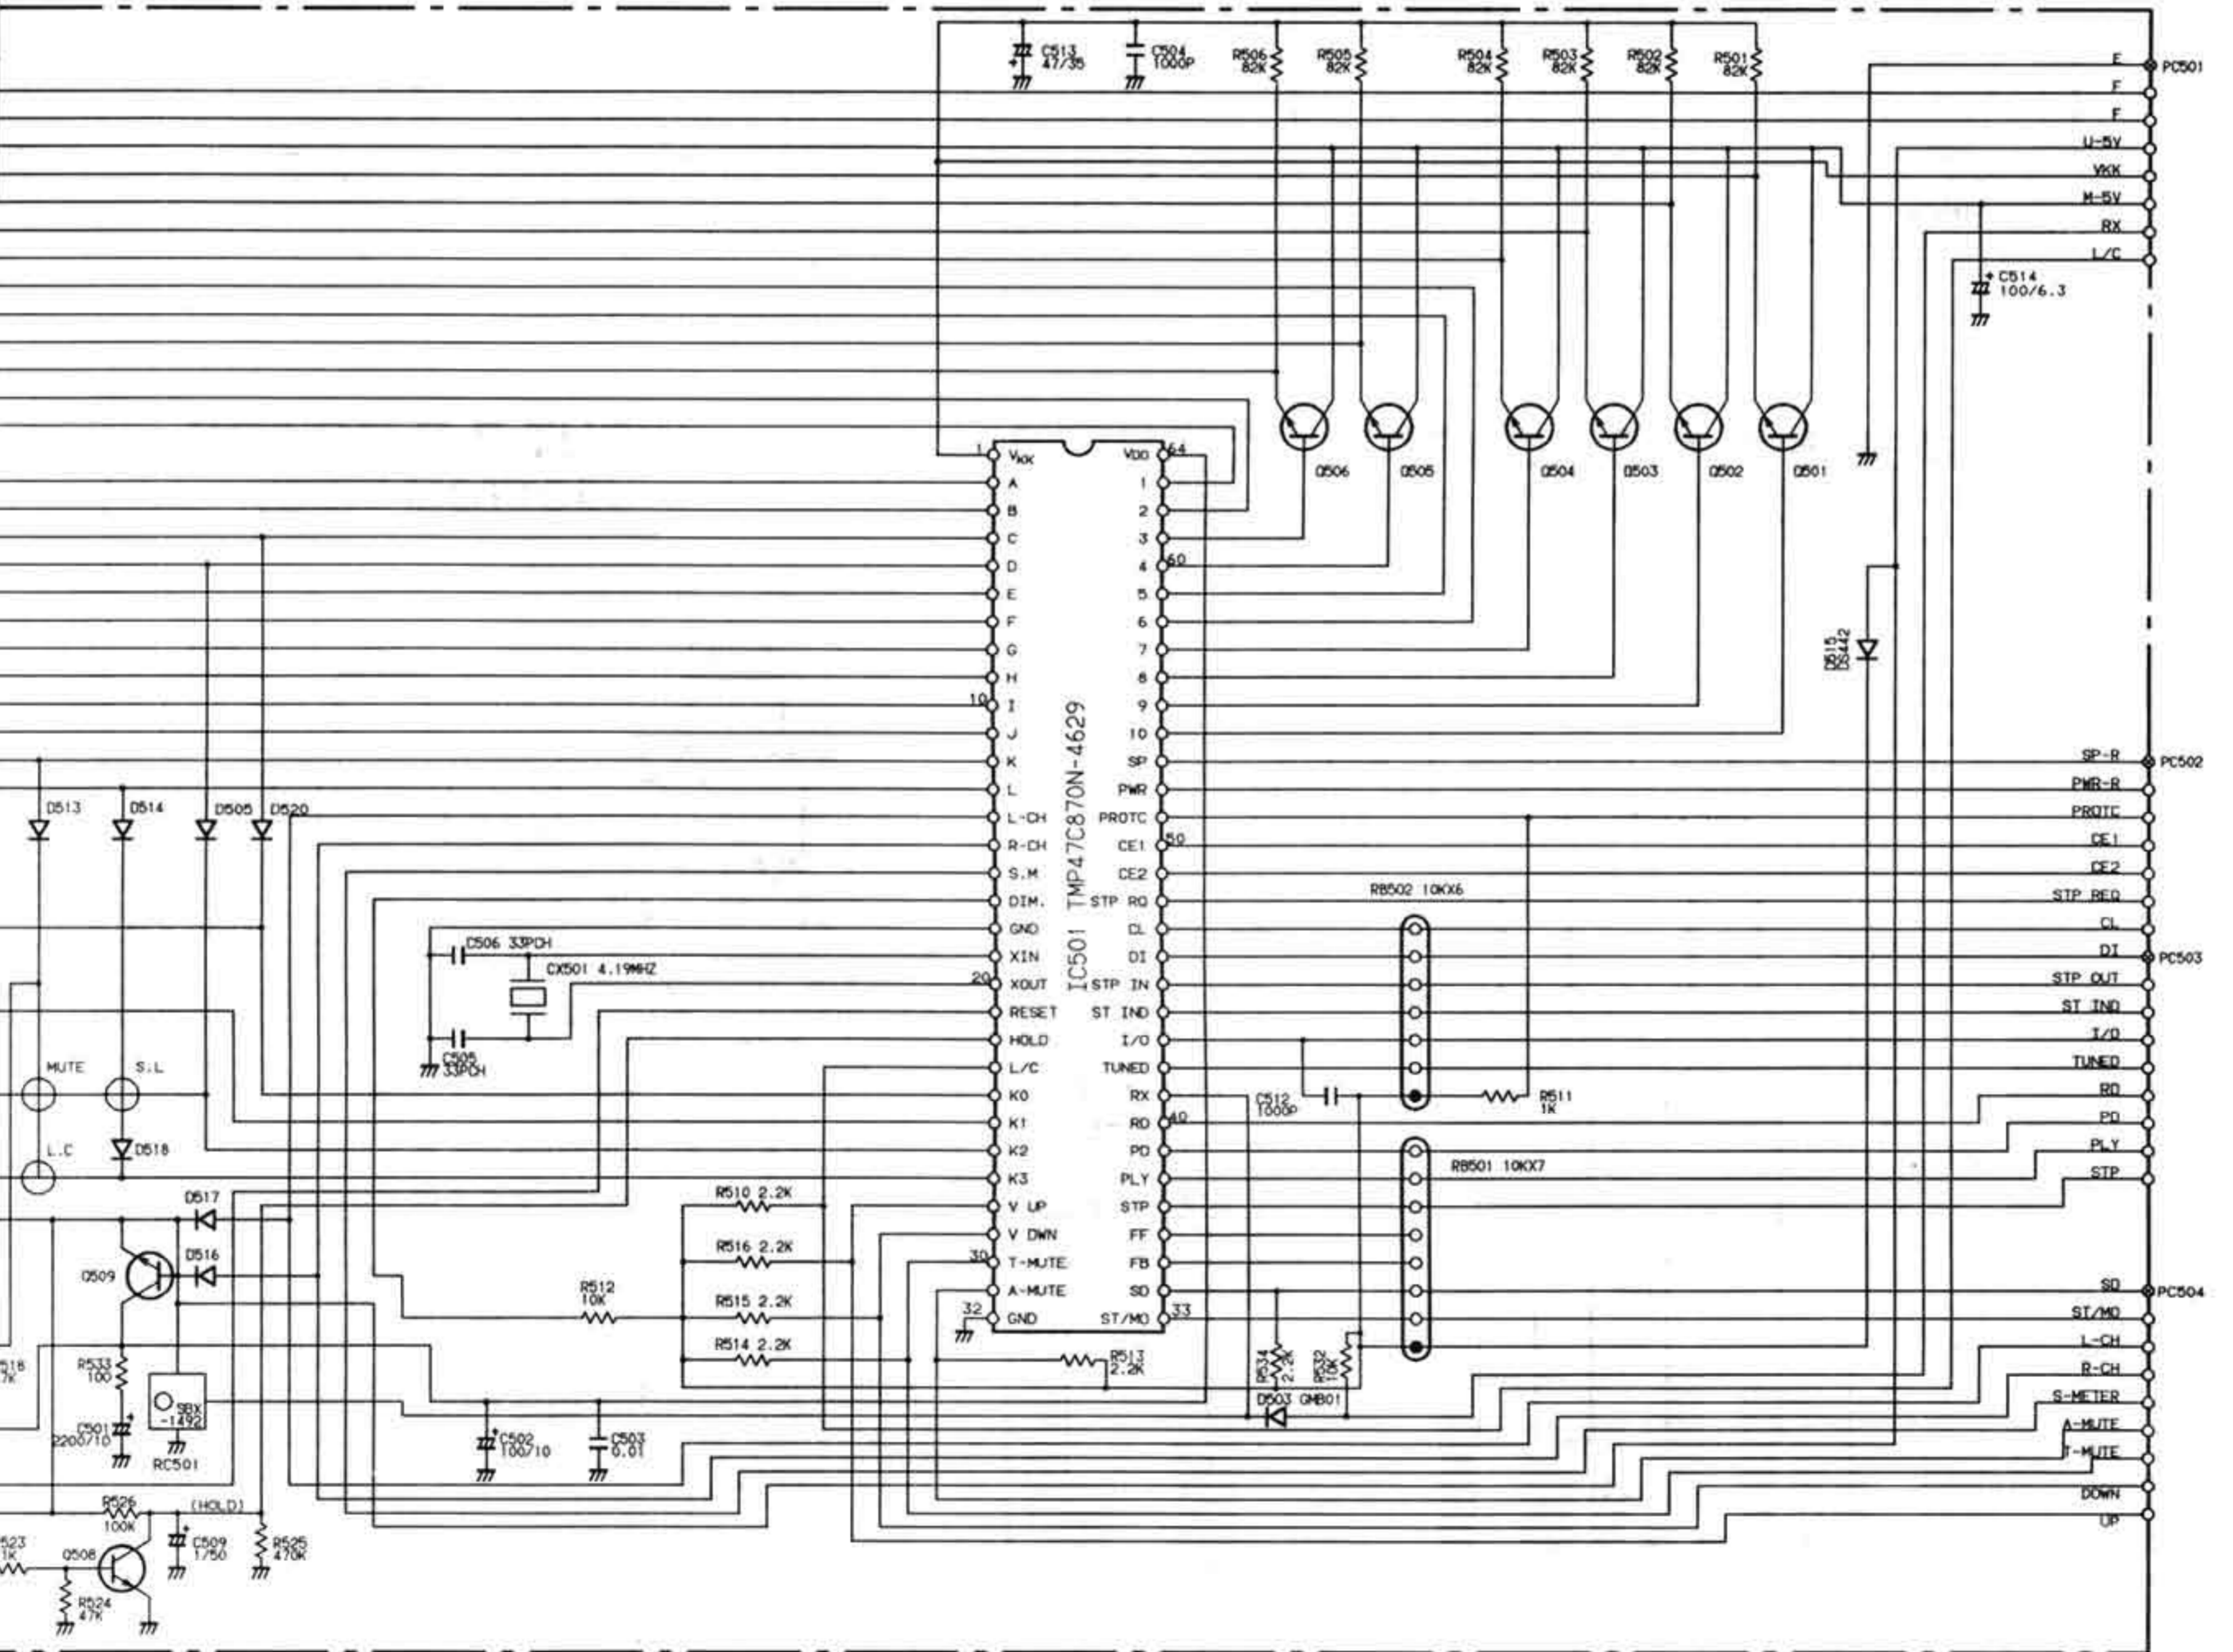 C513
47/35
C504
1000P
R506
82K
R505
82K
R504
82K
R503
82K
R502
82K
R501
82K
E
PC501
F
F
U-5V
VKK
M-5V
RX
L/C
+ C514
100/6.3
Q506
Q505
Q504
Q503
Q502
Q501
1
VKK
VDD
64
A
1
B
2
C
3
D
4
60
E
5
F
6
G
7
H
8
10
I
9
J
10
K
SP
L
PWR
L-CH
PROTC
R-CH
CE1
50
S.M
CE2
DIM.
STP RQ
GND
CL
XIN
DI
20
XOUT
STP IN
RESET
ST IND
HOLD
I/O
L/C
TUNED
K0
RX
K1
RD
40
K2
PD
K3
PLY
V UP
STP
V DWN
FF
30
T-MUTE
FB
A-MUTE
SD
32
GND
ST/MO
33
IC501 TMP47C870N-4629
D515
DS442
SP-R
PC502
PWR-R
PROTC
CE1
CE2
STP REQ
CL
DI
PC503
STP OUT
ST IND
I/O
TUNED
RD
PD
PLY
STP
SD
PC504
ST/MO
L-CH
R-CH
S-METER
A-MUTE
T-MUTE
DOWN
UP
D513
D514
D505
D520
RB502 10KX6
C506 33PCH
CX501 4.19MHZ
C505
33PCH
MUTE
S.L
L.C
D518
C512
1000P
R511
1K
RB501 10KX7
D517
D516
Q509
R510 2.2K
R516 2.2K
R512
10K
R515 2.2K
R514 2.2K
R513
2.2K
R534
2.2K
R532
10K
D503 GMB01
R533
100
SBX
-1492
RC501
C501
2200/10
C502
100/10
C503
0.01
R526
100K
(HOLD)
C509
1/50
R525
470K
Q508
R524
47K